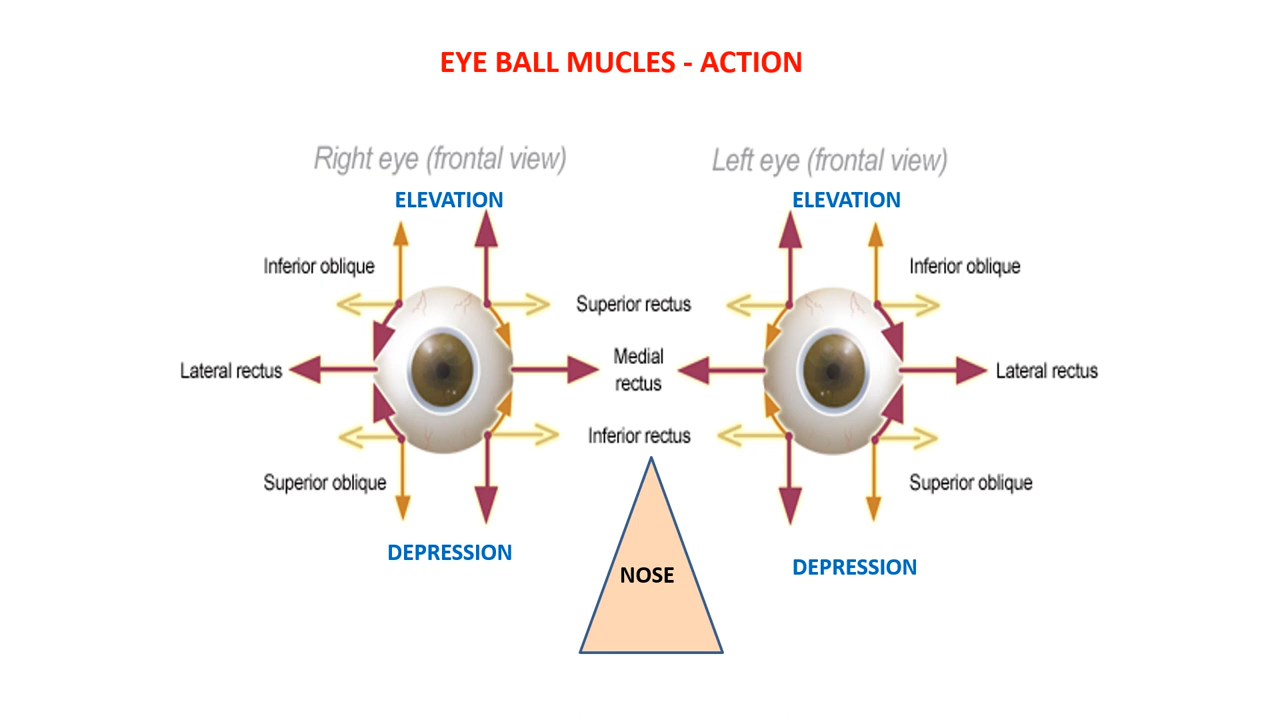 EYE BALL MUCLES - ACTION
Right eye (frontal view)
Left eye (frontal view)
ELEVATION
ELEVATION
Inferior oblique
Inferior oblique
Superior rectus
Lateral rectus
Medial
rectus
Lateral rectus
Inferior rectus
Superior oblique
Superior oblique
DEPRESSION
DEPRESSION
NOSE